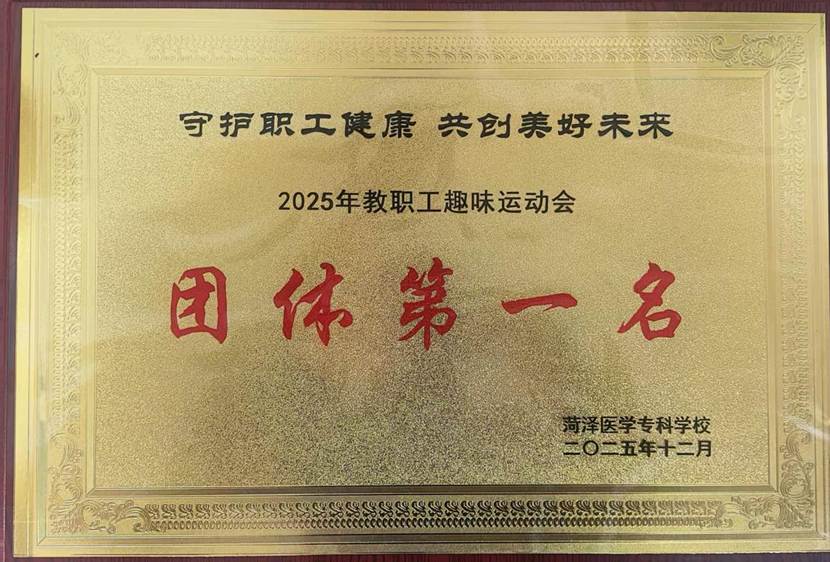 守护职工健康 共创美好未来
2025年教职工趣味运动会
团体第一名
菏泽医学专科学校
二〇二五年十二月